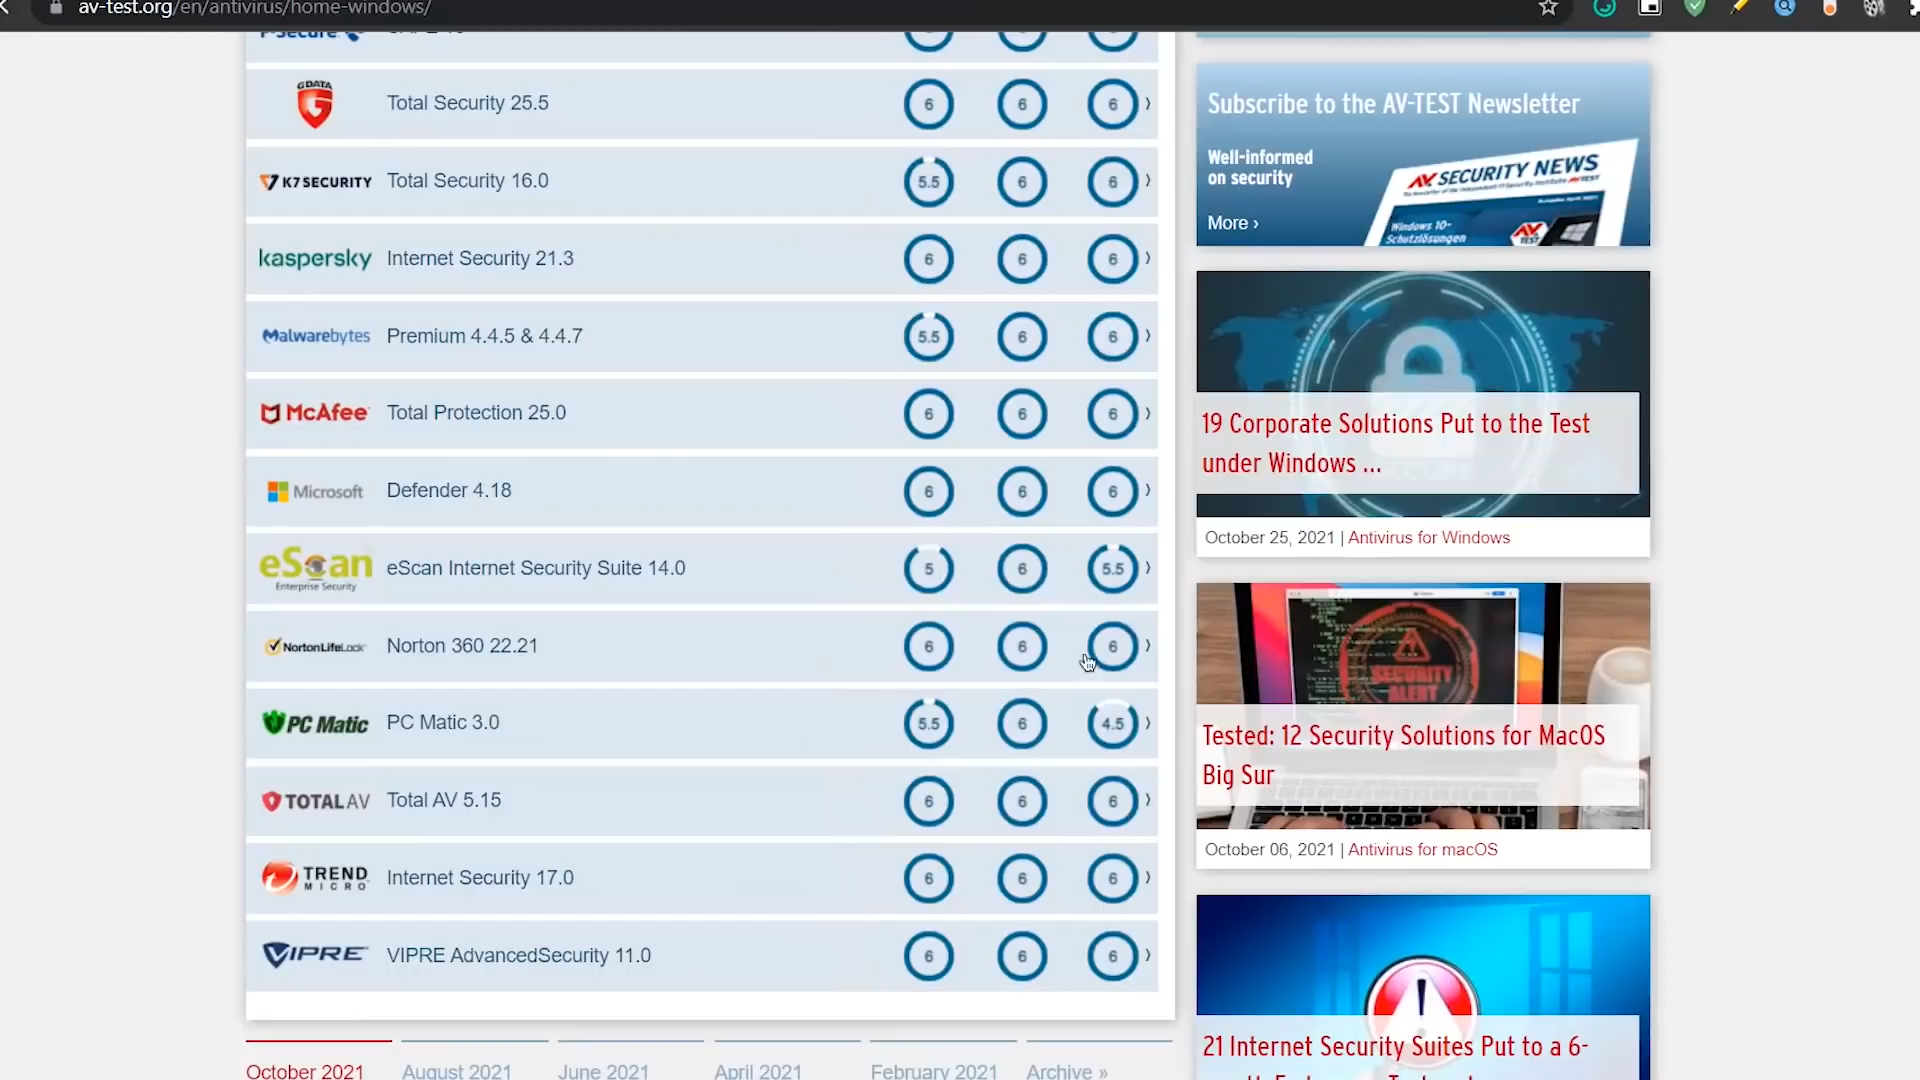 av-test.org/en/antivirus/home-windows/
G DATA Total Security 25.5 6 6 6 ›
K7 SECURITY Total Security 16.0 5.5 6 6 ›
kaspersky Internet Security 21.3 6 6 6 ›
Malwarebytes Premium 4.4.5 & 4.4.7 5.5 6 6 ›
McAfee Total Protection 25.0 6 6 6 ›
Microsoft Defender 4.18 6 6 6 ›
eScan Enterprise Security eScan Internet Security Suite 14.0 5 6 5.5 ›
NortonLifeLock Norton 360 22.21 6 6 6 ›
PC Matic PC Matic 3.0 5.5 6 4.5 ›
TOTALAV Total AV 5.15 6 6 6 ›
TREND MICRO Internet Security 17.0 6 6 6 ›
VIPRE VIPRE AdvancedSecurity 11.0 6 6 6 ›
October 2021 August 2021 June 2021 April 2021 February 2021 Archive »
Subscribe to the AV-TEST Newsletter
Well-informed
on security
More ›
AV SECURITY NEWS
Windows 10-
Schutzlösungen
AV
TEST
19 Corporate Solutions Put to the Test
under Windows ...
October 25, 2021 | Antivirus for Windows
SECURITY
ALERT
Tested: 12 Security Solutions for MacOS
Big Sur
October 06, 2021 | Antivirus for macOS
21 Internet Security Suites Put to a 6-